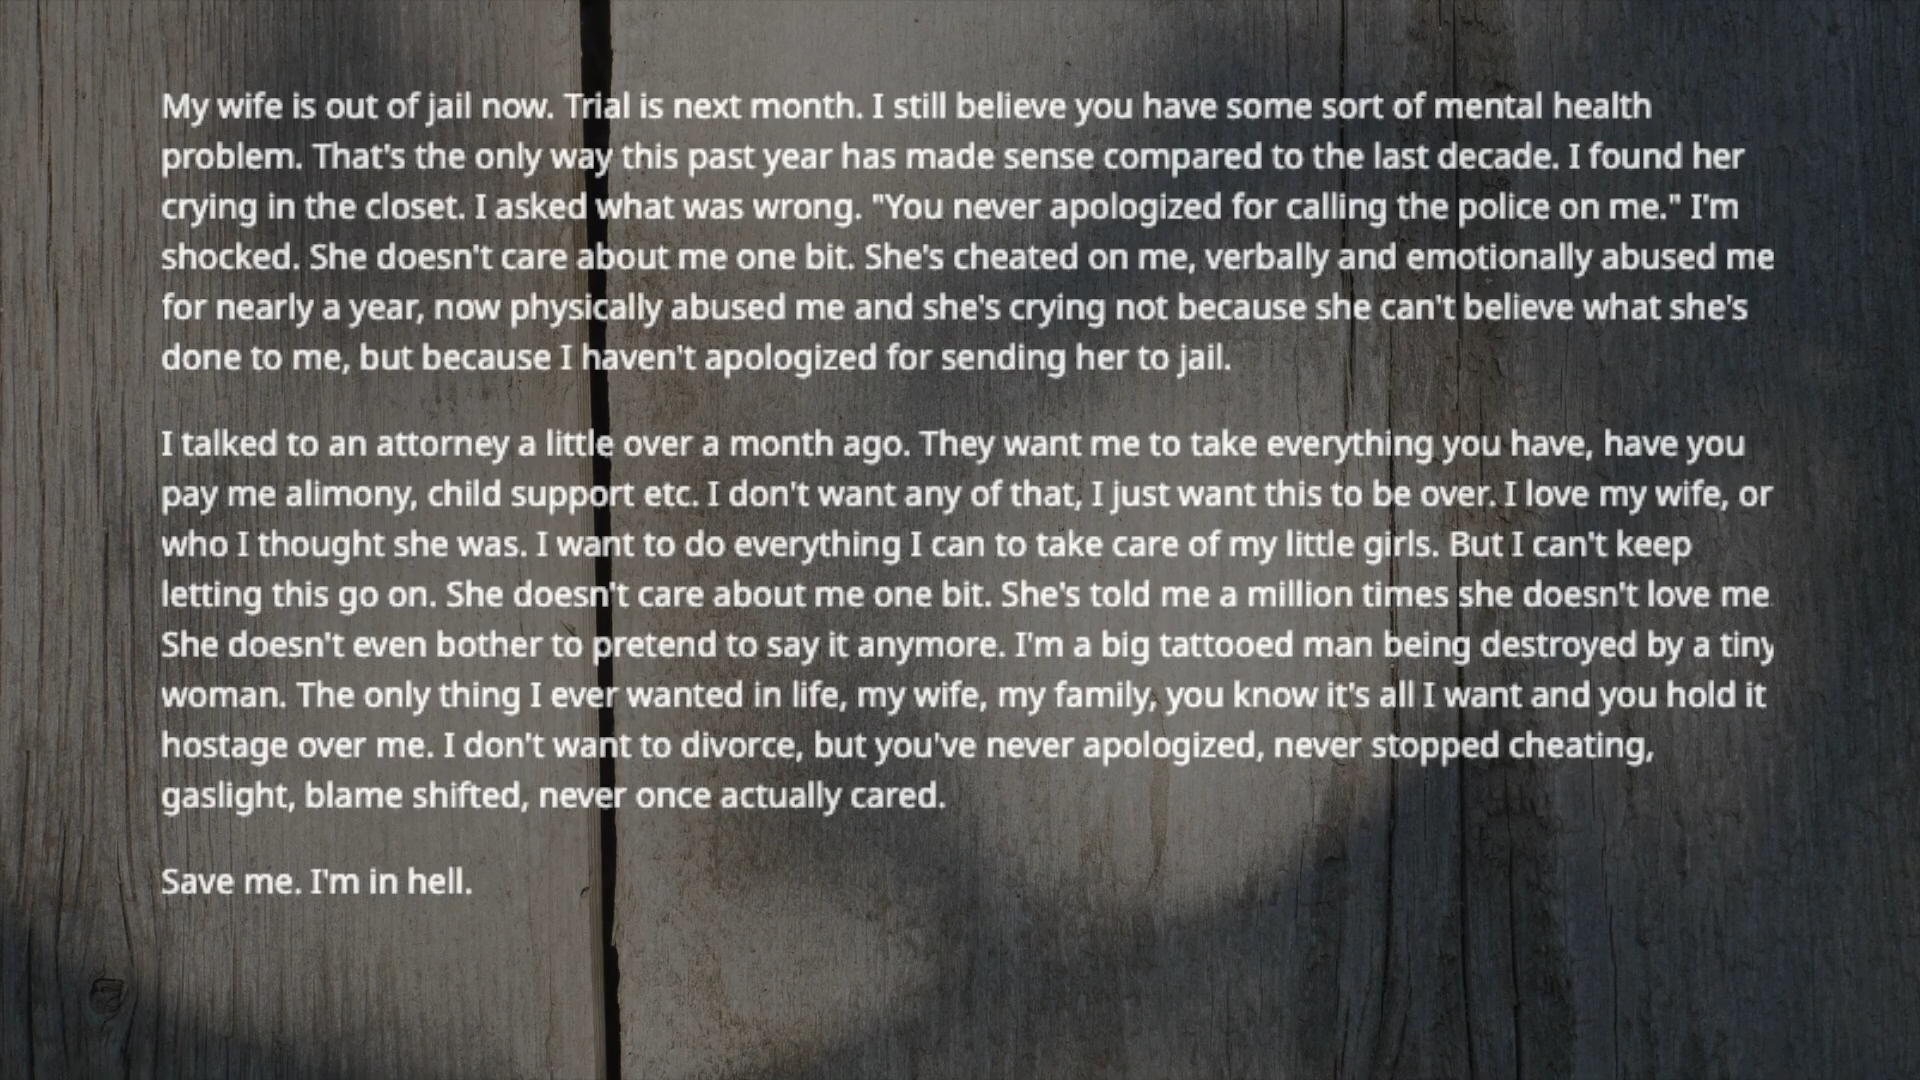 My wife is out of jail now. Trial is next month. I still believe you have some sort of mental health
problem. That's the only way this past year has made sense compared to the last decade. I found her
crying in the closet. I asked what was wrong. "You never apologized for calling the police on me." I'm
shocked. She doesn't care about me one bit. She's cheated on me, verbally and emotionally abused me
for nearly a year, now physically abused me and she's crying not because she can't believe what she's
done to me, but because I haven't apologized for sending her to jail.
I talked to an attorney a little over a month ago. They want me to take everything you have, have you
pay me alimony, child support etc. I don't want any of that, I just want this to be over. I love my wife, or
who I thought she was. I want to do everything I can to take care of my little girls. But I can't keep
letting this go on. She doesn't care about me one bit. She's told me a million times she doesn't love me.
She doesn't even bother to pretend to say it anymore. I'm a big tattooed man being destroyed by a tiny
woman. The only thing I ever wanted in life, my wife, my family, you know it's all I want and you hold it
hostage over me. I don't want to divorce, but you've never apologized, never stopped cheating,
gaslight, blame shifted, never once actually cared.
Save me. I'm in hell.